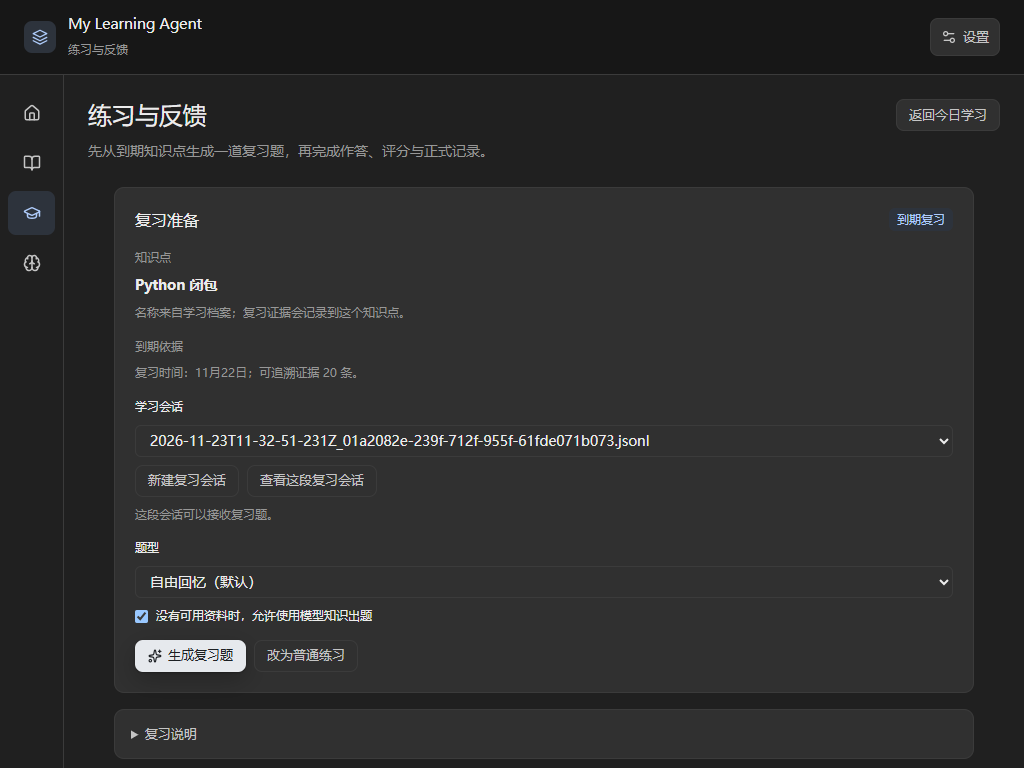 My Learning Agent
练习与反馈
设置
练习与反馈
返回今日学习
先从到期知识点生成一道复习题，再完成作答、评分与正式记录。
复习准备
到期复习
知识点
Python 闭包
名称来自学习档案；复习证据会记录到这个知识点。
到期依据
复习时间：11月22日；可追溯证据 20 条。
学习会话
2026-11-23T11-32-51-231Z_01a2082e-239f-712f-955f-61fde071b073.jsonl
新建复习会话
查看这段复习会话
这段会话可以接收复习题。
题型
自由回忆（默认）
没有可用资料时，允许使用模型知识出题
生成复习题
改为普通练习
复习说明